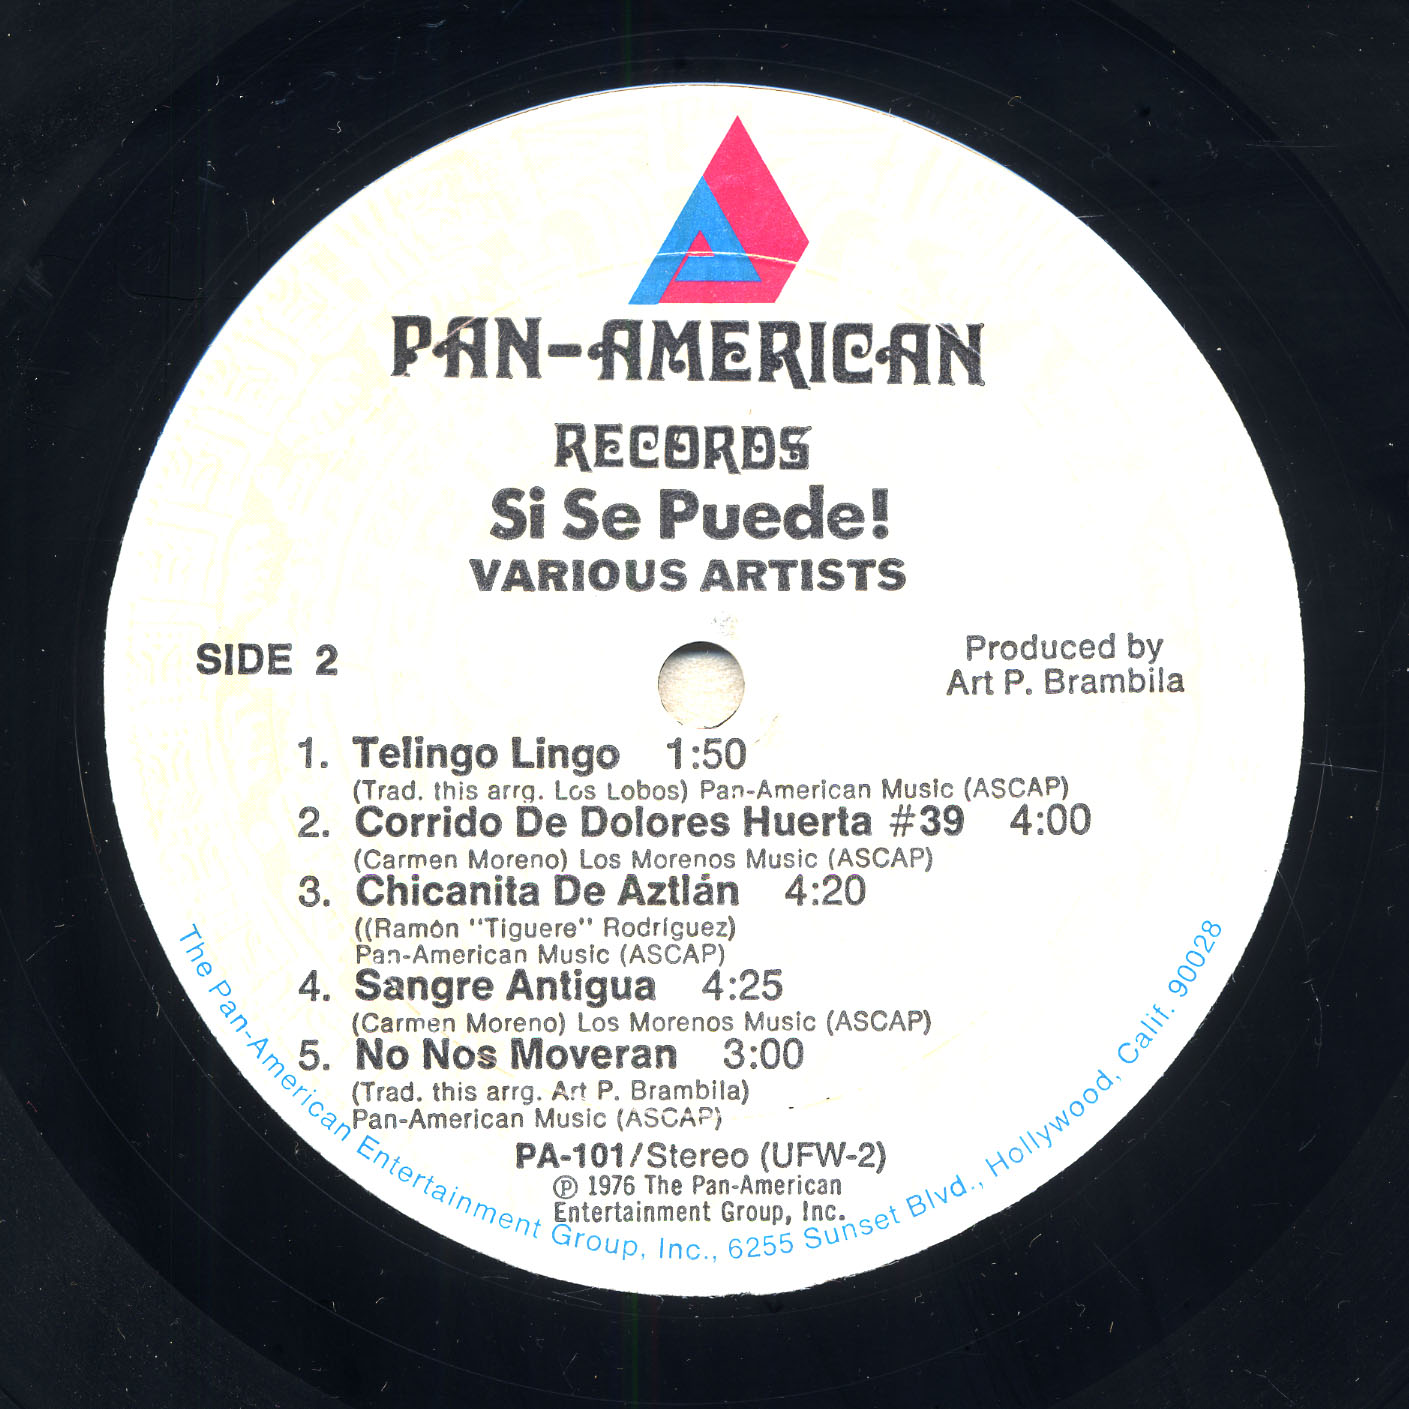 PAN-AMERICAN
RECORDS
Si Se Puede!
VARIOUS ARTISTS
SIDE 2
Produced by
Art P. Brambila
1. Telingo Lingo 1:50
(Trad. this arrg. Los Lobos) Pan-American Music (ASCAP)
2. Corrido De Dolores Huerta #39 4:00
(Carmen Moreno) Los Morenos Music (ASCAP)
3. Chicanita De Aztlán 4:20
((Ramón "Tiguere" Rodríguez)
Pan-American Music (ASCAP)
4. Sangre Antigua 4:25
(Carmen Moreno) Los Morenos Music (ASCAP)
5. No Nos Moveran 3:00
(Trad. this arrg. Art P. Brambila)
Pan-American Music (ASCAP)
PA-101/Stereo (UFW-2)
℗ 1976 The Pan-American
Entertainment Group, Inc.
The Pan-American Entertainment Group, Inc., 6255 Sunset Blvd., Hollywood, Calif. 90028